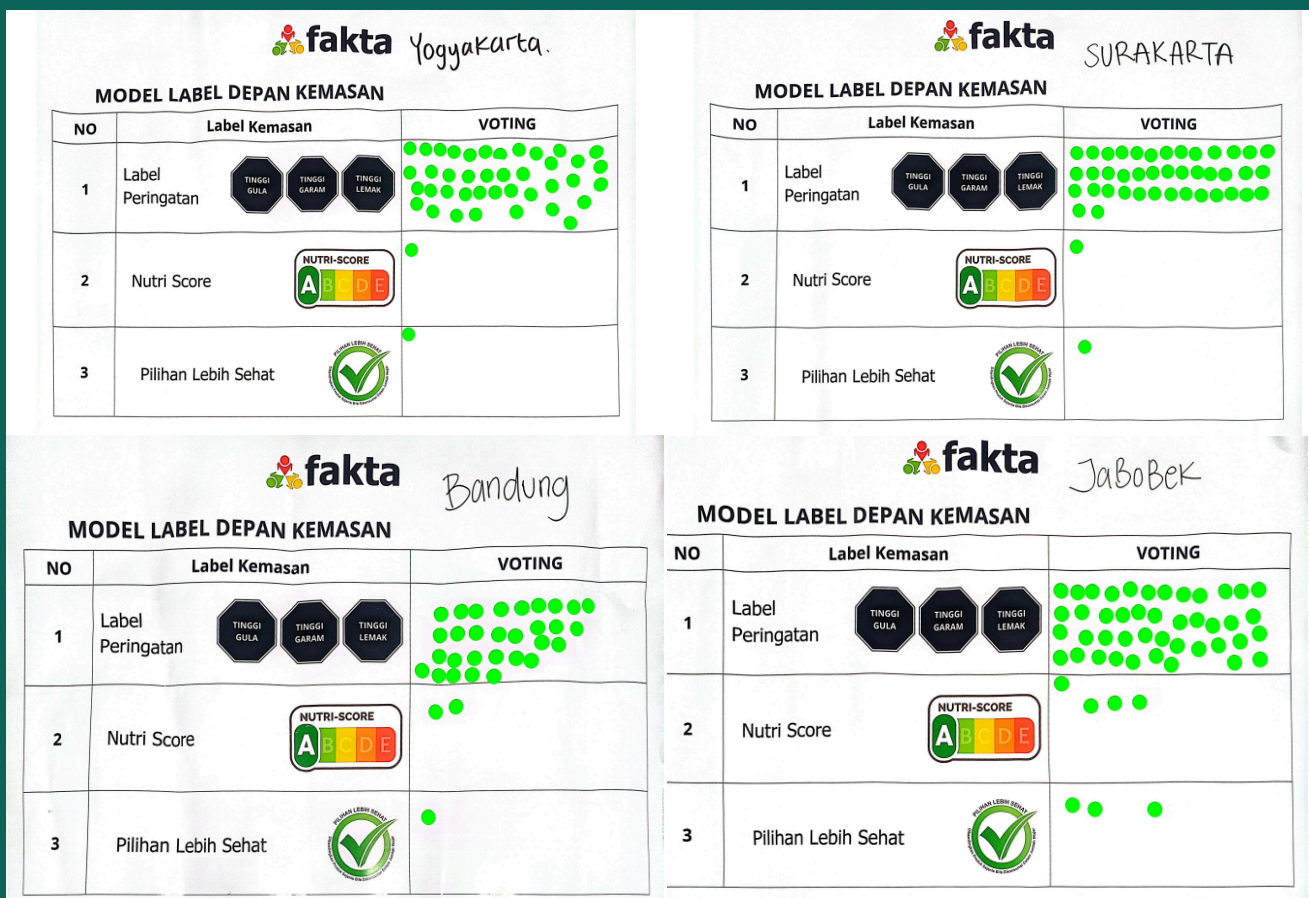 fakta Yogyakarta.
MODEL LABEL DEPAN KEMASAN
NO Label Kemasan VOTING
1 Label Peringatan TINGGI GULA TINGGI GARAM TINGGI LEMAK
2 Nutri Score NUTRI-SCORE A B C D E
3 Pilihan Lebih Sehat PILIHAN LEBIH SEHAT
fakta SURAKARTA
MODEL LABEL DEPAN KEMASAN
NO Label Kemasan VOTING
1 Label Peringatan TINGGI GULA TINGGI GARAM TINGGI LEMAK
2 Nutri Score NUTRI-SCORE A B C D E
3 Pilihan Lebih Sehat PILIHAN LEBIH SEHAT
fakta Bandung
MODEL LABEL DEPAN KEMASAN
NO Label Kemasan VOTING
1 Label Peringatan TINGGI GULA TINGGI GARAM TINGGI LEMAK
2 Nutri Score NUTRI-SCORE A B C D E
3 Pilihan Lebih Sehat PILIHAN LEBIH SEHAT
fakta JaBoBek
MODEL LABEL DEPAN KEMASAN
NO Label Kemasan VOTING
1 Label Peringatan TINGGI GULA TINGGI GARAM TINGGI LEMAK
2 Nutri Score NUTRI-SCORE A B C D E
3 Pilihan Lebih Sehat PILIHAN LEBIH SEHAT